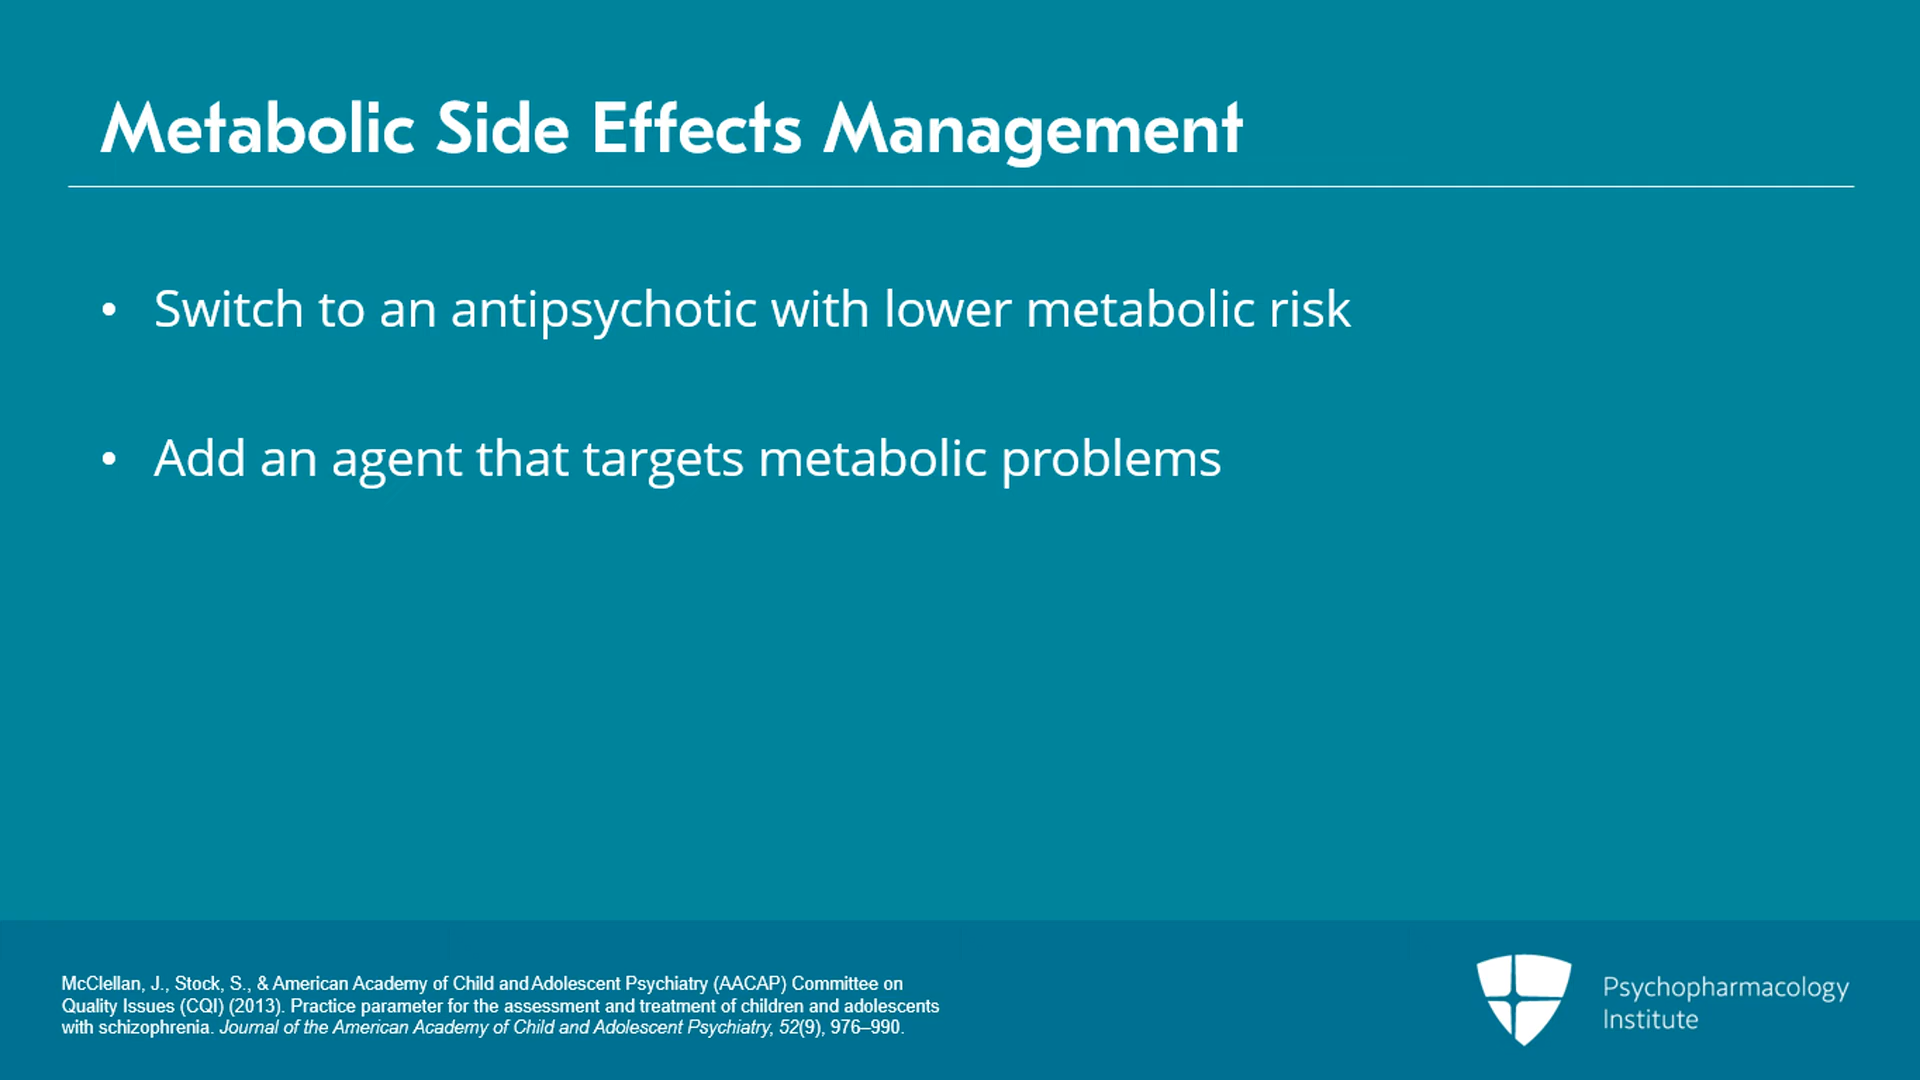 Metabolic Side Effects Management
• Switch to an antipsychotic with lower metabolic risk
• Add an agent that targets metabolic problems
McClellan, J., Stock, S., & American Academy of Child and Adolescent Psychiatry (AACAP) Committee on
Quality Issues (CQI) (2013). Practice parameter for the assessment and treatment of children and adolescents
with schizophrenia. Journal of the American Academy of Child and Adolescent Psychiatry, 52(9), 976–990.
Psychopharmacology
Institute